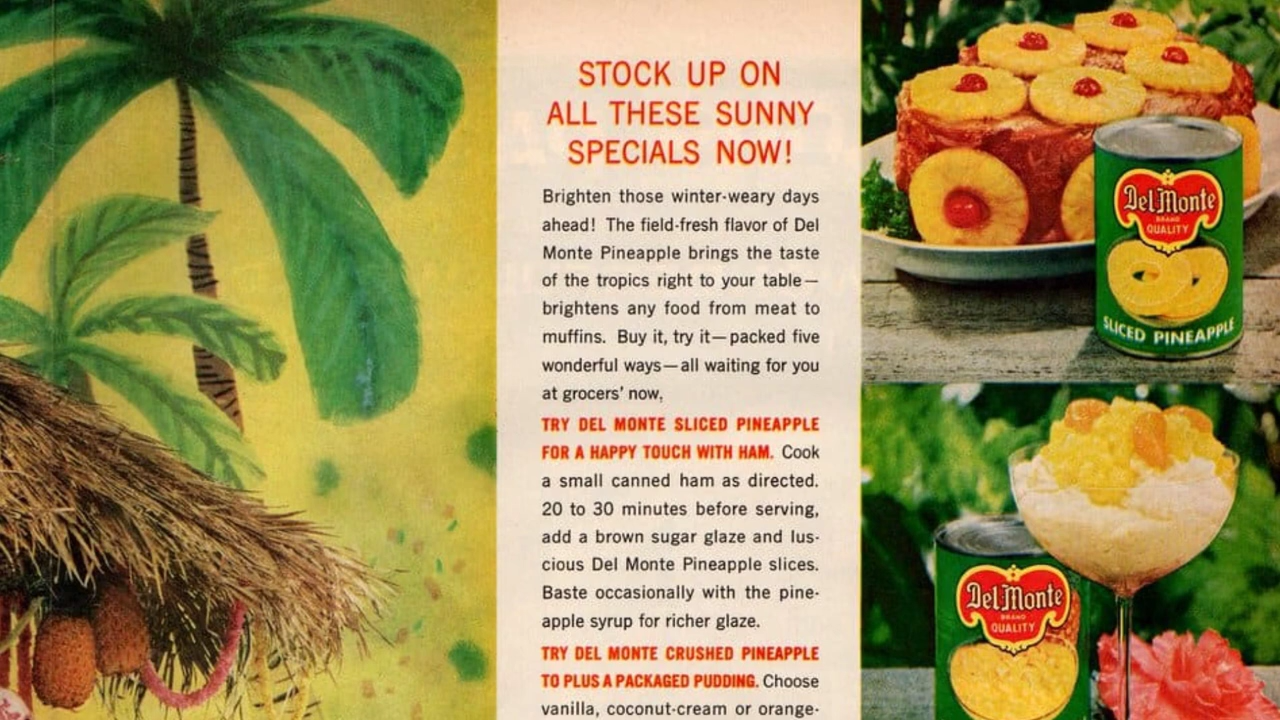 STOCK UP ON
ALL THESE SUNNY
SPECIALS NOW!
Brighten those winter-weary days
ahead! The field-fresh flavor of Del
Monte Pineapple brings the taste
of the tropics right to your table—
brightens any food from meat to
muffins. Buy it, try it—packed five
wonderful ways—all waiting for you
at grocers' now.
TRY DEL MONTE SLICED PINEAPPLE
FOR A HAPPY TOUCH WITH HAM. Cook
a small canned ham as directed.
20 to 30 minutes before serving,
add a brown sugar glaze and lus-
cious Del Monte Pineapple slices.
Baste occasionally with the pine-
apple syrup for richer glaze.
TRY DEL MONTE CRUSHED PINEAPPLE
TO PLUS A PACKAGED PUDDING. Choose
vanilla, coconut-cream or orange-
Del Monte
BRAND
QUALITY
SLICED PINEAPPLE
Del Monte
BRAND
QUALITY